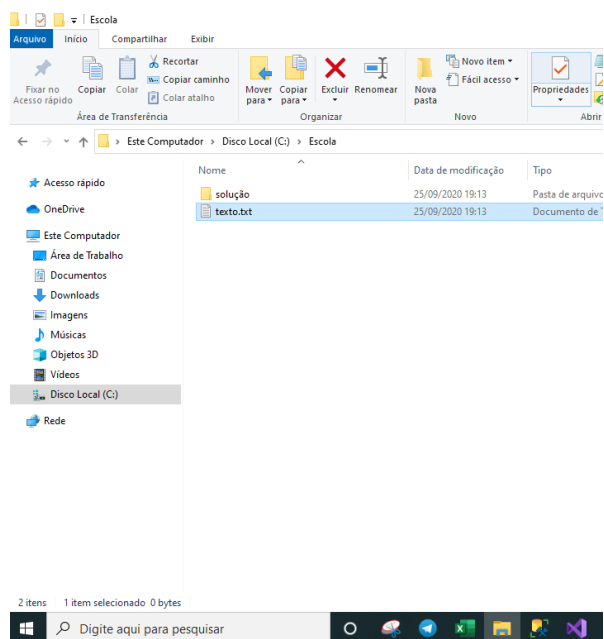 Escola
Arquivo Início Compartilhar Exibir
Fixar no Acesso rápido
Copiar
Colar
Recortar
Copiar caminho
Colar atalho
Mover para
Copiar para
Excluir
Renomear
Nova pasta
Novo item
Fácil acesso
Propriedades
Área de Transferência Organizar Novo Abrir
Este Computador > Disco Local (C:) > Escola
Nome Data de modificação Tipo
Acesso rápido
OneDrive
Este Computador
Área de Trabalho
Documentos
Downloads
Imagens
Músicas
Objetos 3D
Vídeos
Disco Local (C:)
Rede
solução 25/09/2020 19:13 Pasta de arquivo
texto.txt 25/09/2020 19:13 Documento de
2 itens 1 item selecionado 0 bytes
Digite aqui para pesquisar